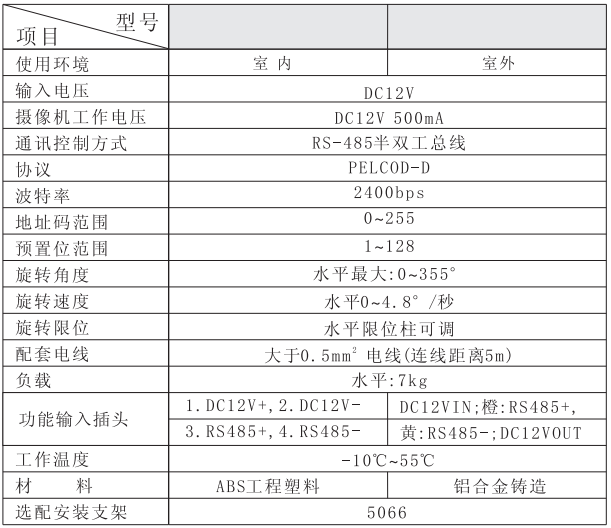 型号
项目
使用环境 室内 室外
输入电压 DC12V
摄像机工作电压 DC12V 500mA
通讯控制方式 RS-485半双工总线
协议 PELCOD-D
波特率 2400bps
地址码范围 0~255
预置位范围 1~128
旋转角度 水平最大:0~355°
旋转速度 水平0~4.8°/秒
旋转限位 水平限位柱可调
配套电线 大于0.5mm² 电线(连线距离5m)
负载 水平:7kg
功能输入插头
1.DC12V+,2.DC12V- DC12VIN;橙:RS485+,
3.RS485+,4.RS485- 黄:RS485-;DC12VOUT
工作温度 -10℃~55℃
材 料 ABS工程塑料 铝合金铸造
选配安装支架 5066